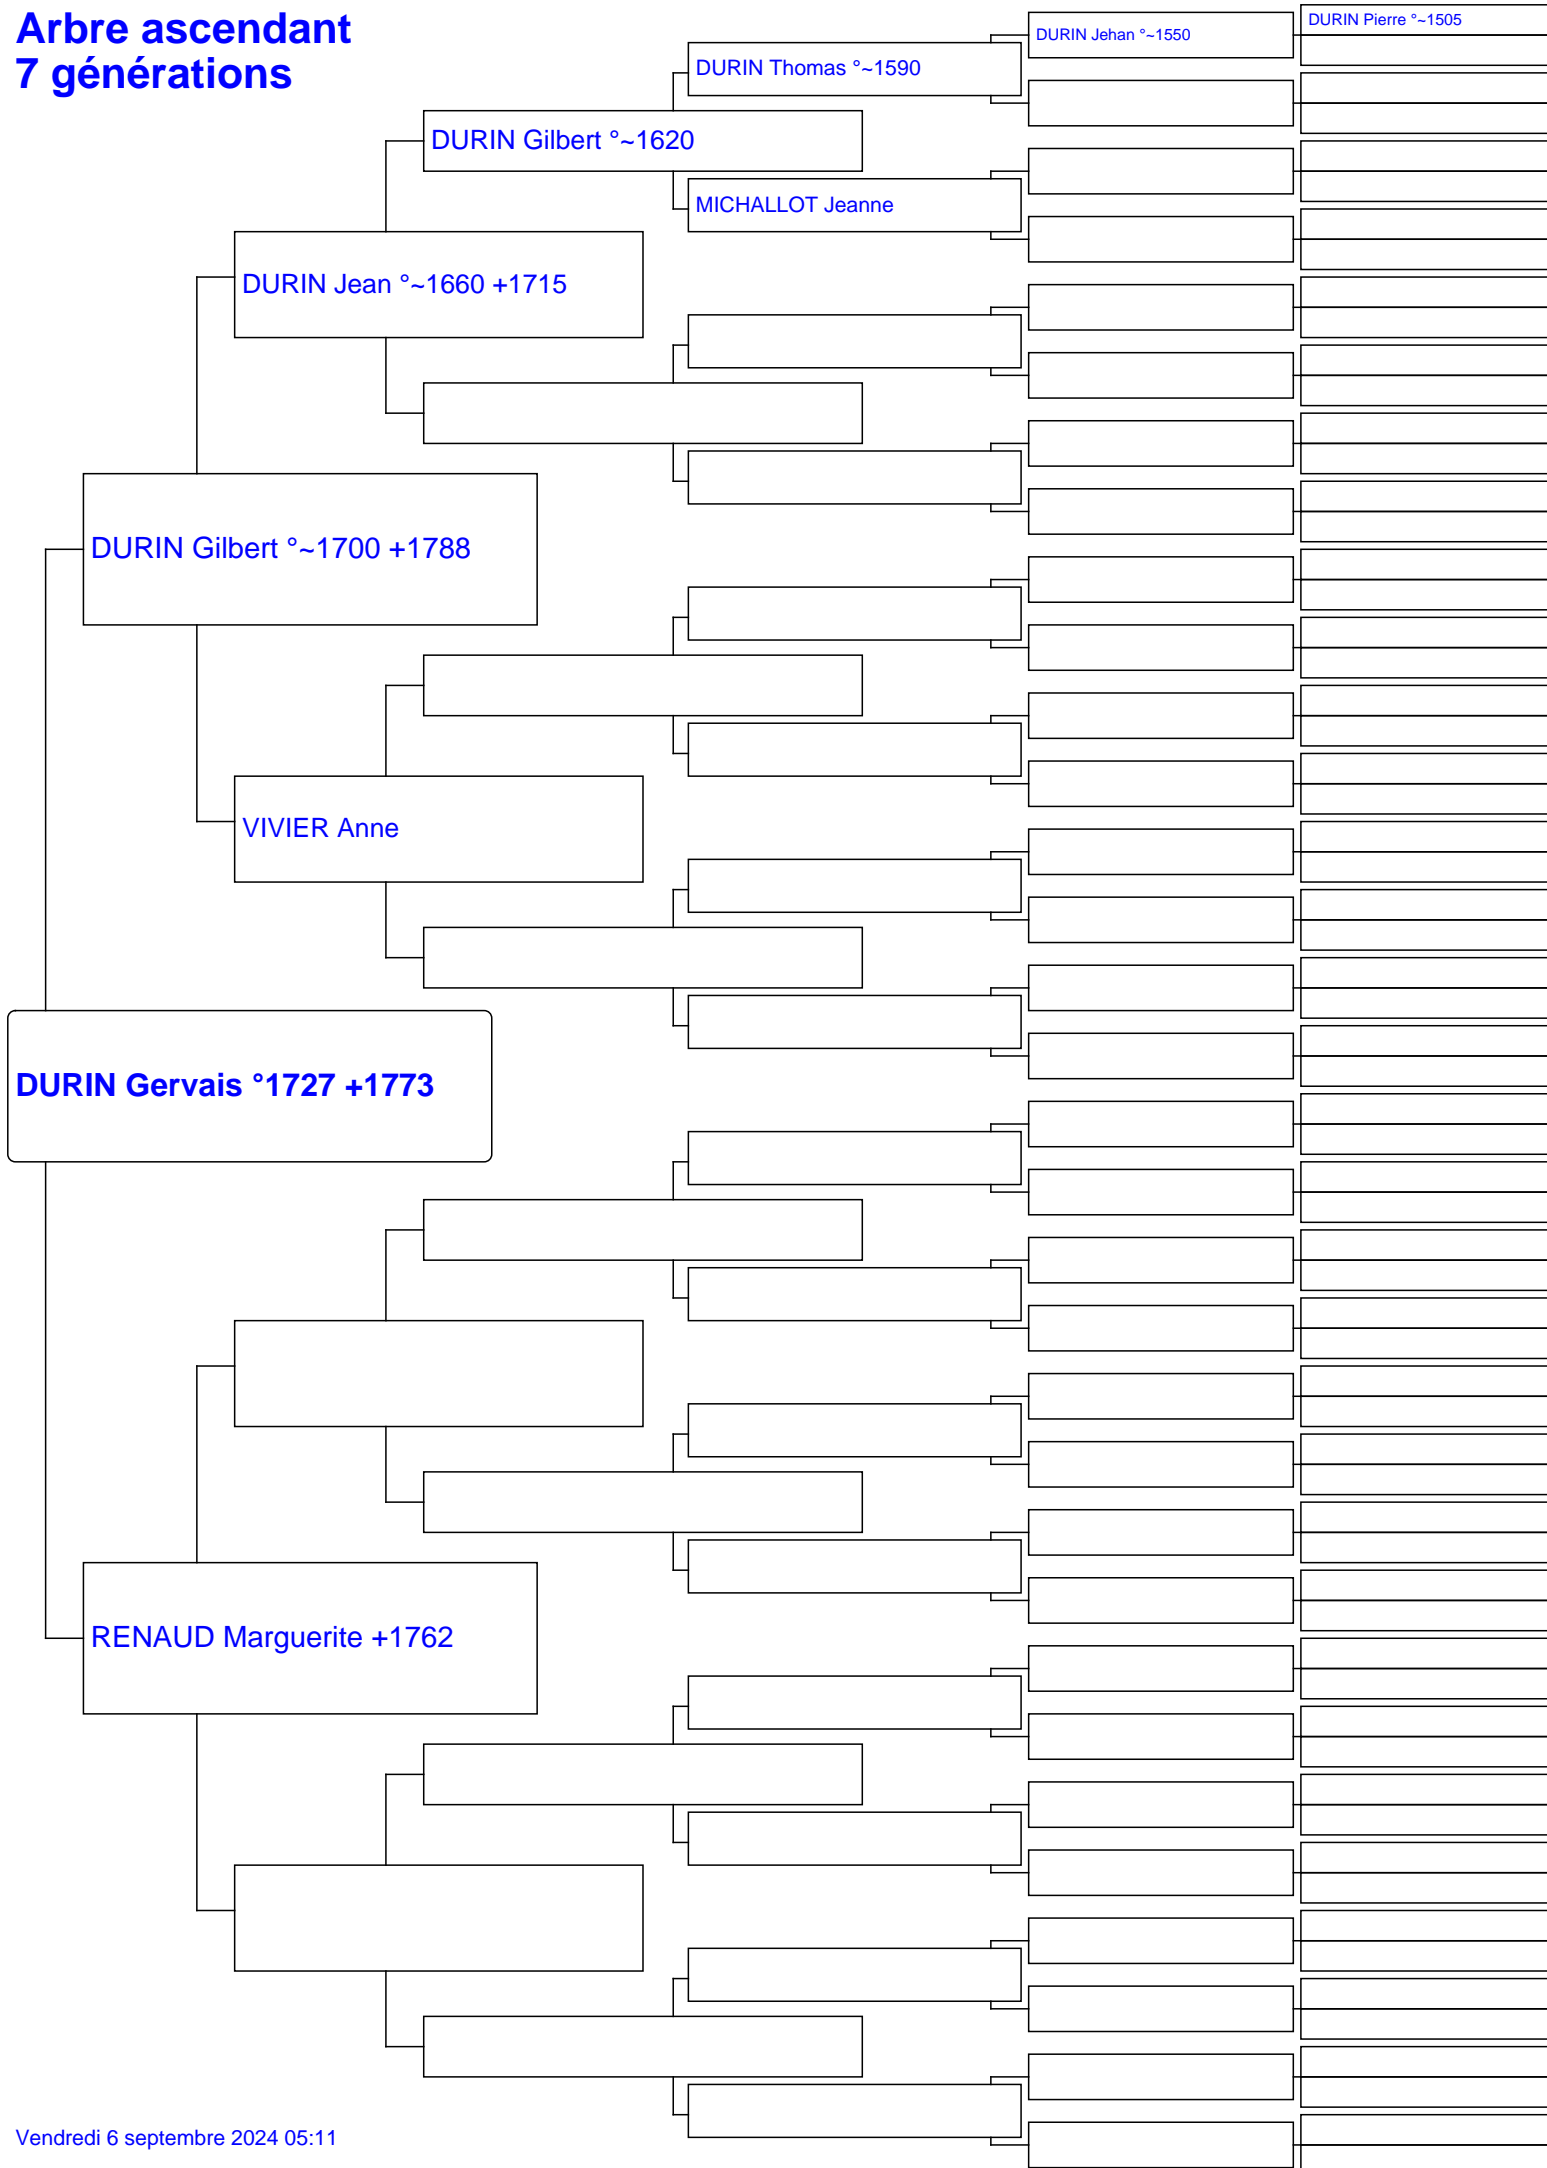 Arbre ascendant
7 générations
DURIN Pierre °~1505
DURIN Jehan °~1550
DURIN Thomas °~1590
DURIN Gilbert °~1620
MICHALLOT Jeanne
DURIN Jean °~1660 +1715
DURIN Gilbert °~1700 +1788
VIVIER Anne
DURIN Gervais °1727 +1773
RENAUD Marguerite +1762
Vendredi 6 septembre 2024 05:11